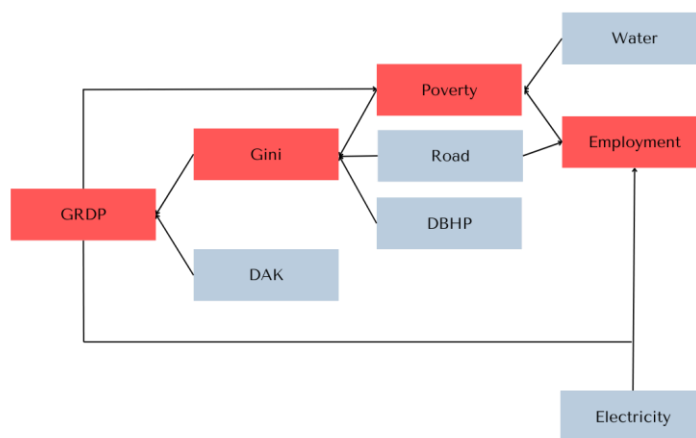 Water
Poverty
Employment
Gini
Road
GRDP
DBHP
DAK
Electricity